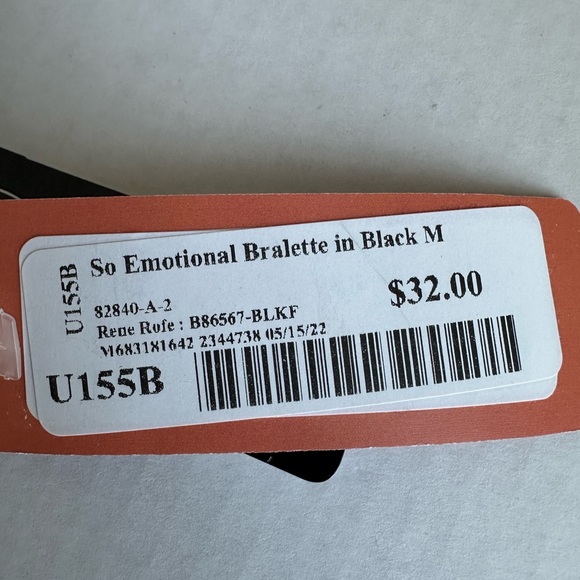 So Emotional Bralette in Black M
U155B
82840-A-2
$32.00
Rene Rofe : B86567-BLKF
M683181642 2344738 05/15/22
U155B